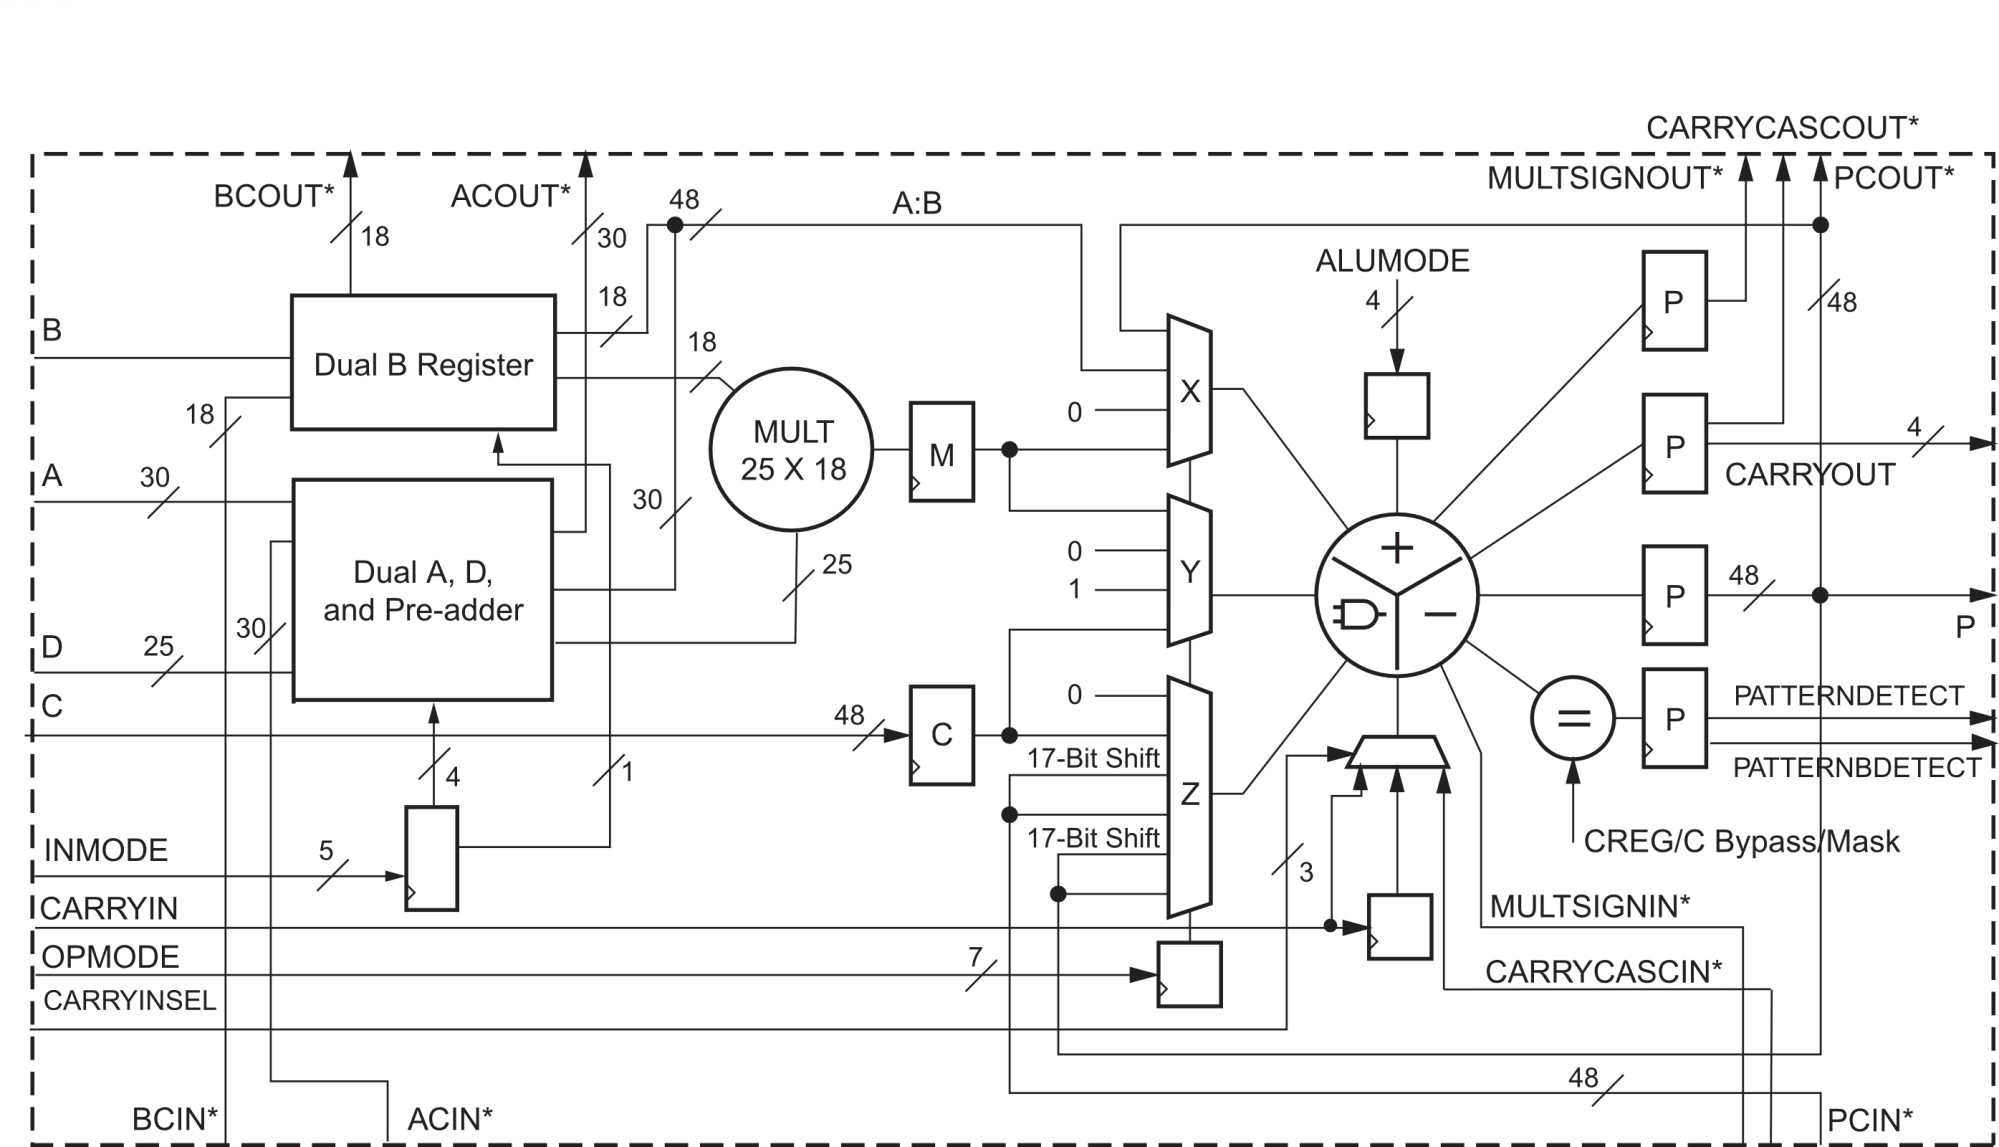 CARRYCASCOUT*
BCOUT* ACOUT* 48 A:B MULTSIGNOUT* PCOUT*
18 30
ALUMODE
B 18 4 P 48
Dual B Register 18
18 MULT
25 X 18 M 0 X
P 4
CARRYOUT
A 30 30
Dual A, D,
and Pre-adder
25 0
1 Y
+
−
48 P
P
D 25 30
C 48 C 0
17-Bit Shift
Z
17-Bit Shift
= P PATTERNDETECT
PATTERNBDETECT
4 1
INMODE 5
CREG/C Bypass/Mask
3
CARRYIN MULTSIGNIN*
OPMODE 7 CARRYCASCIN*
CARRYINSEL
48
BCIN* ACIN* PCIN*